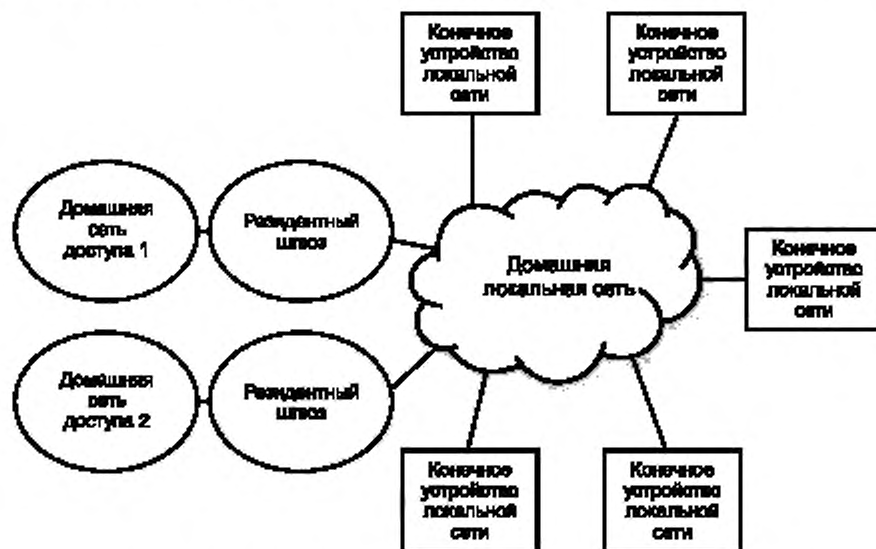 Конечное
устройство
локальной
сети
Конечное
устройство
локальной
сети
Домашняя
сеть
доступа 1
Резидентный
шлюз
Домашняя
локальная сеть
Конечное
устройство
локальной
сети
Домашняя
сеть
доступа 2
Резидентный
шлюз
Конечное
устройство
локальной
сети
Конечное
устройство
локальной
сети